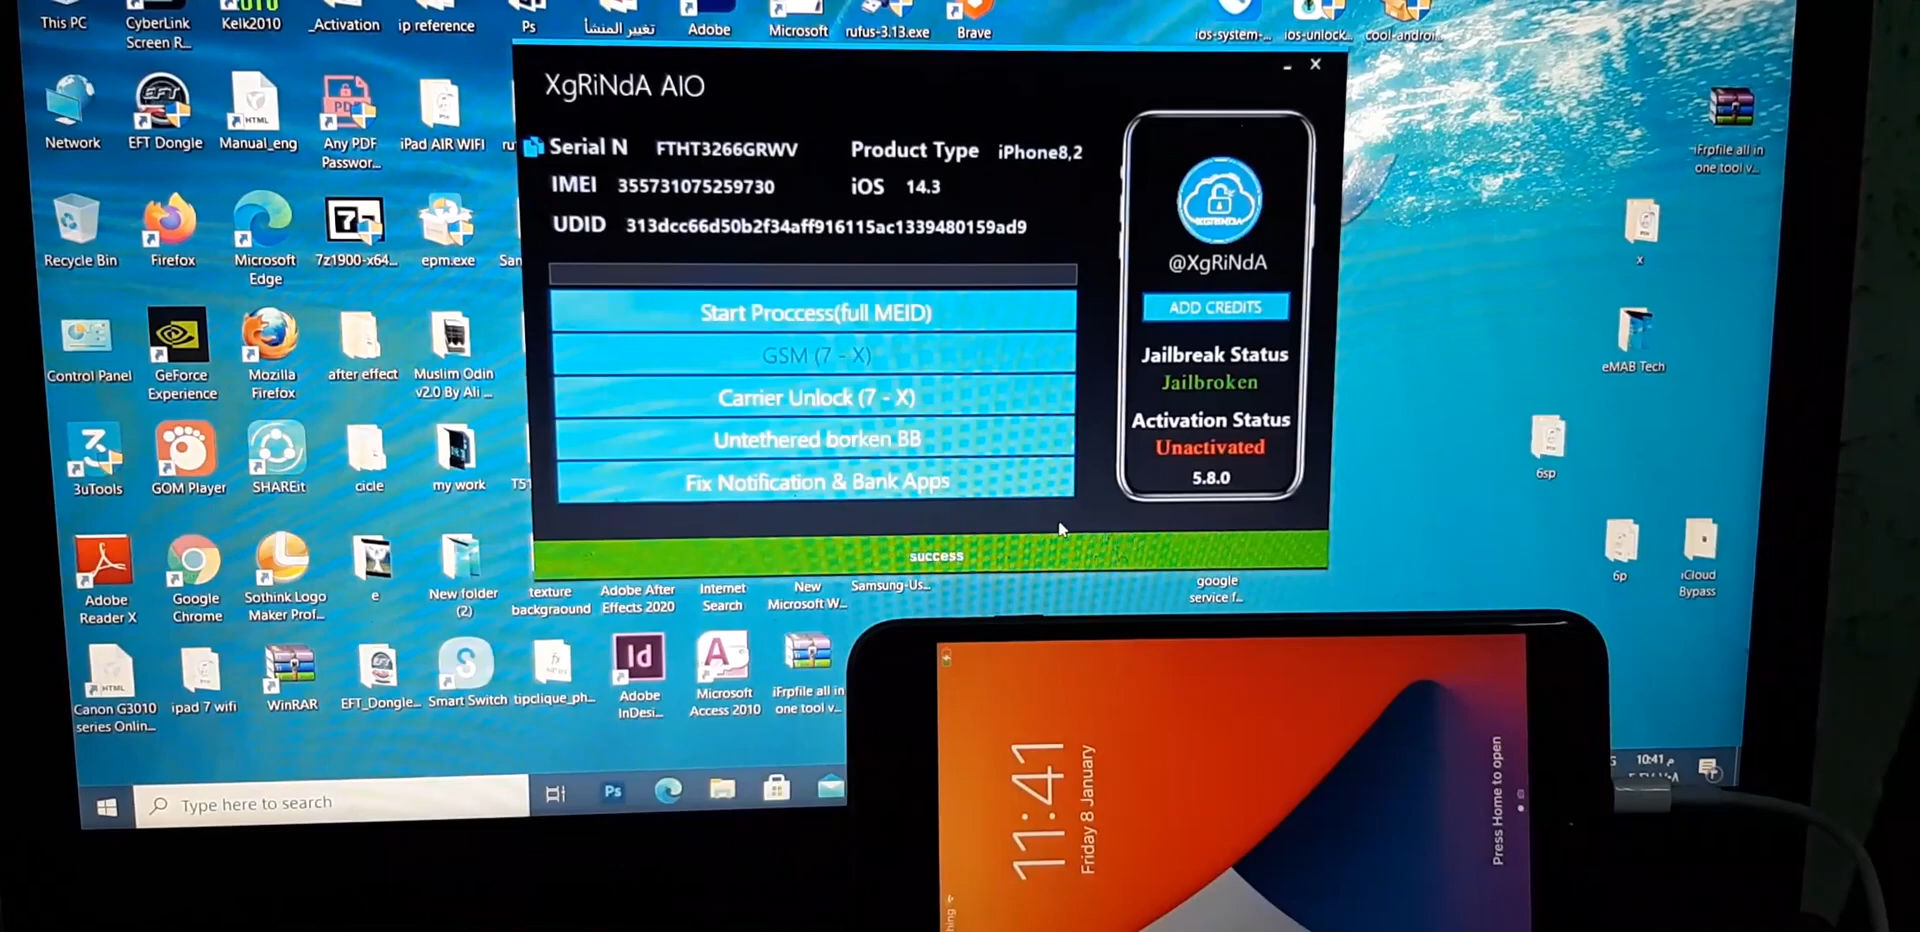 This PC
CyberLink
Screen R...
Kelk2010
_Activation
ip reference
Ps
تغيير المنشأ
Adobe
Microsoft
rufus-3.13.exe
Brave
ios-system-...
ios-unlock...
cool-androi...
Network
EFT Dongle
Manual_eng
Any PDF
Passwor...
iPad AIR WIFI
iFrpfile all in
one tool v...
Recycle Bin
Firefox
Microsoft
Edge
7z1900-x64...
epm.exe
x
Control Panel
GeForce
Experience
Mozilla
Firefox
after effect
Muslim Odin
v2.0 By Ali ...
eMAB Tech
3uTools
GOM Player
SHAREit
cicle
my work
6sp
Adobe
Reader X
Google
Chrome
Sothink Logo
Maker Prof...
e
New folder
(2)
texture
backgraound
Adobe After
Effects 2020
Internet
Search
New
Microsoft W...
Samsung-Us...
google
service f...
6p
iCloud
Bypass
Canon G3010
series Onlin...
ipad 7 wifi
WinRAR
EFT_Dongle...
Smart Switch
tipclique_ph...
Adobe
InDesi...
Microsoft
Access 2010
iFrpfile all in
one tool v...
XgRiNdA AIO
Serial N FTHT3266GRWV Product Type iPhone8,2
IMEI 355731075259730 iOS 14.3
UDID 313dcc66d50b2f34aff916115ac1339480159ad9
Start Proccess(full MEID)
GSM (7 - X)
Carrier Unlock (7 - X)
Untethered borken BB
Fix Notification & Bank Apps
@XgRiNdA
ADD CREDITS
Jailbreak Status
Jailbroken
Activation Status
Unactivated
5.8.0
success
Type here to search
10:41 م
11:41
Friday 8 January
Press Home to open